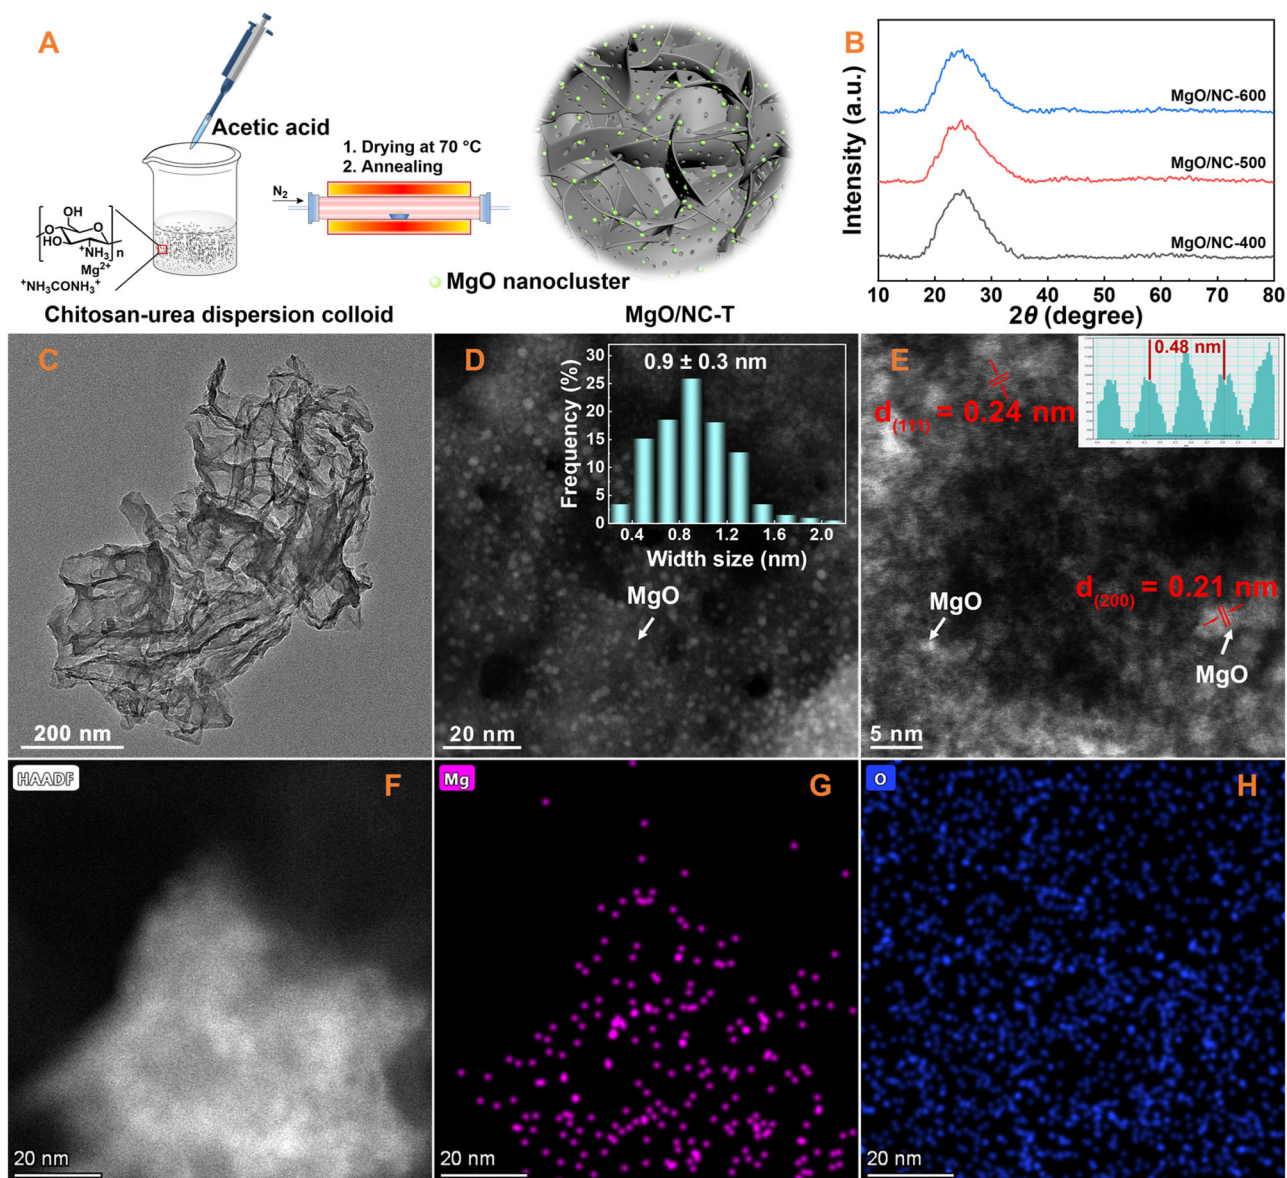 A
Acetic acid
1. Drying at 70 °C
2. Annealing
N₂
OH
O
O
HO
⁺NH₃
n
Mg²⁺
⁺NH₃CONH₃⁺
MgO nanocluster
Chitosan-urea dispersion colloid
MgO/NC-T
B
Intensity (a.u.)
MgO/NC-600
MgO/NC-500
MgO/NC-400
10 20 30 40 50 60 70 80
2θ (degree)
C
200 nm
D
0.9 ± 0.3 nm
Frequency (%)
30
25
20
15
10
5
0
0.4 0.8 1.2 1.6 2.0
Width size (nm)
MgO
20 nm
E
0.48 nm
d(111) = 0.24 nm
d(200) = 0.21 nm
MgO
MgO
5 nm
HAADF
F
20 nm
Mg
G
20 nm
O
H
20 nm